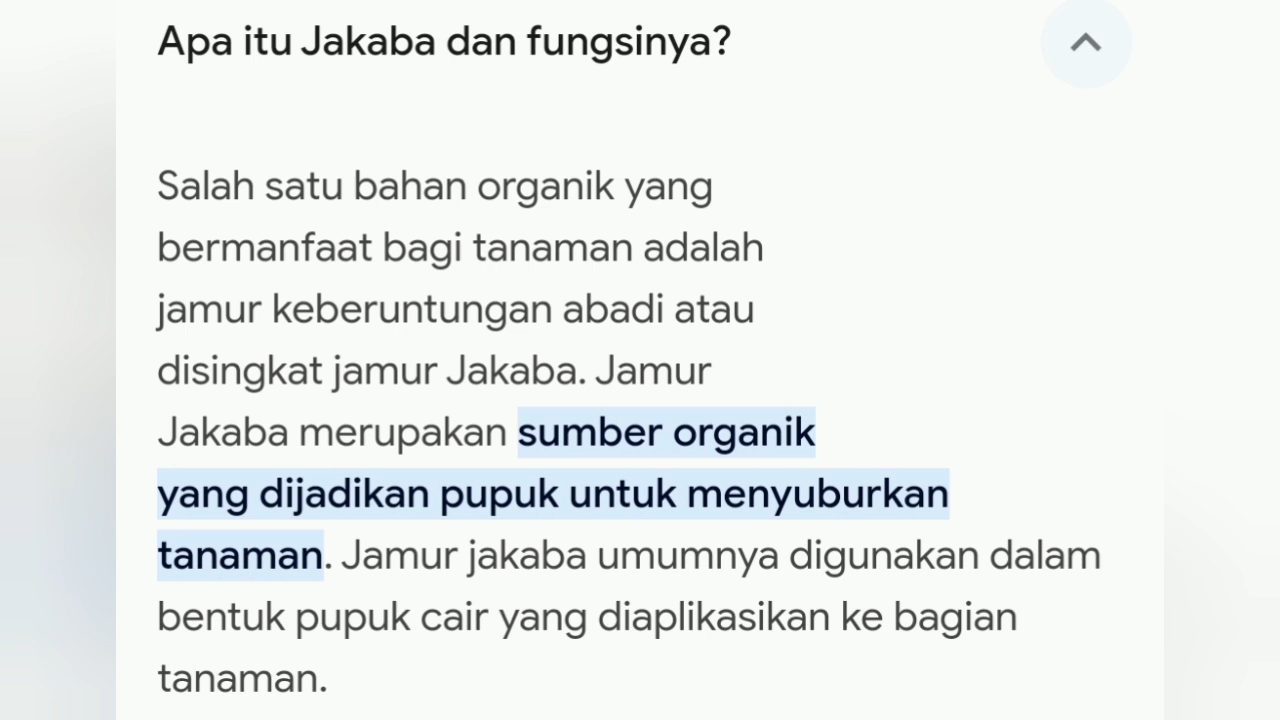 Apa itu Jakaba dan fungsinya?
Salah satu bahan organik yang
bermanfaat bagi tanaman adalah
jamur keberuntungan abadi atau
disingkat jamur Jakaba. Jamur
Jakaba merupakan sumber organik
yang dijadikan pupuk untuk menyuburkan
tanaman. Jamur jakaba umumnya digunakan dalam
bentuk pupuk cair yang diaplikasikan ke bagian
tanaman.